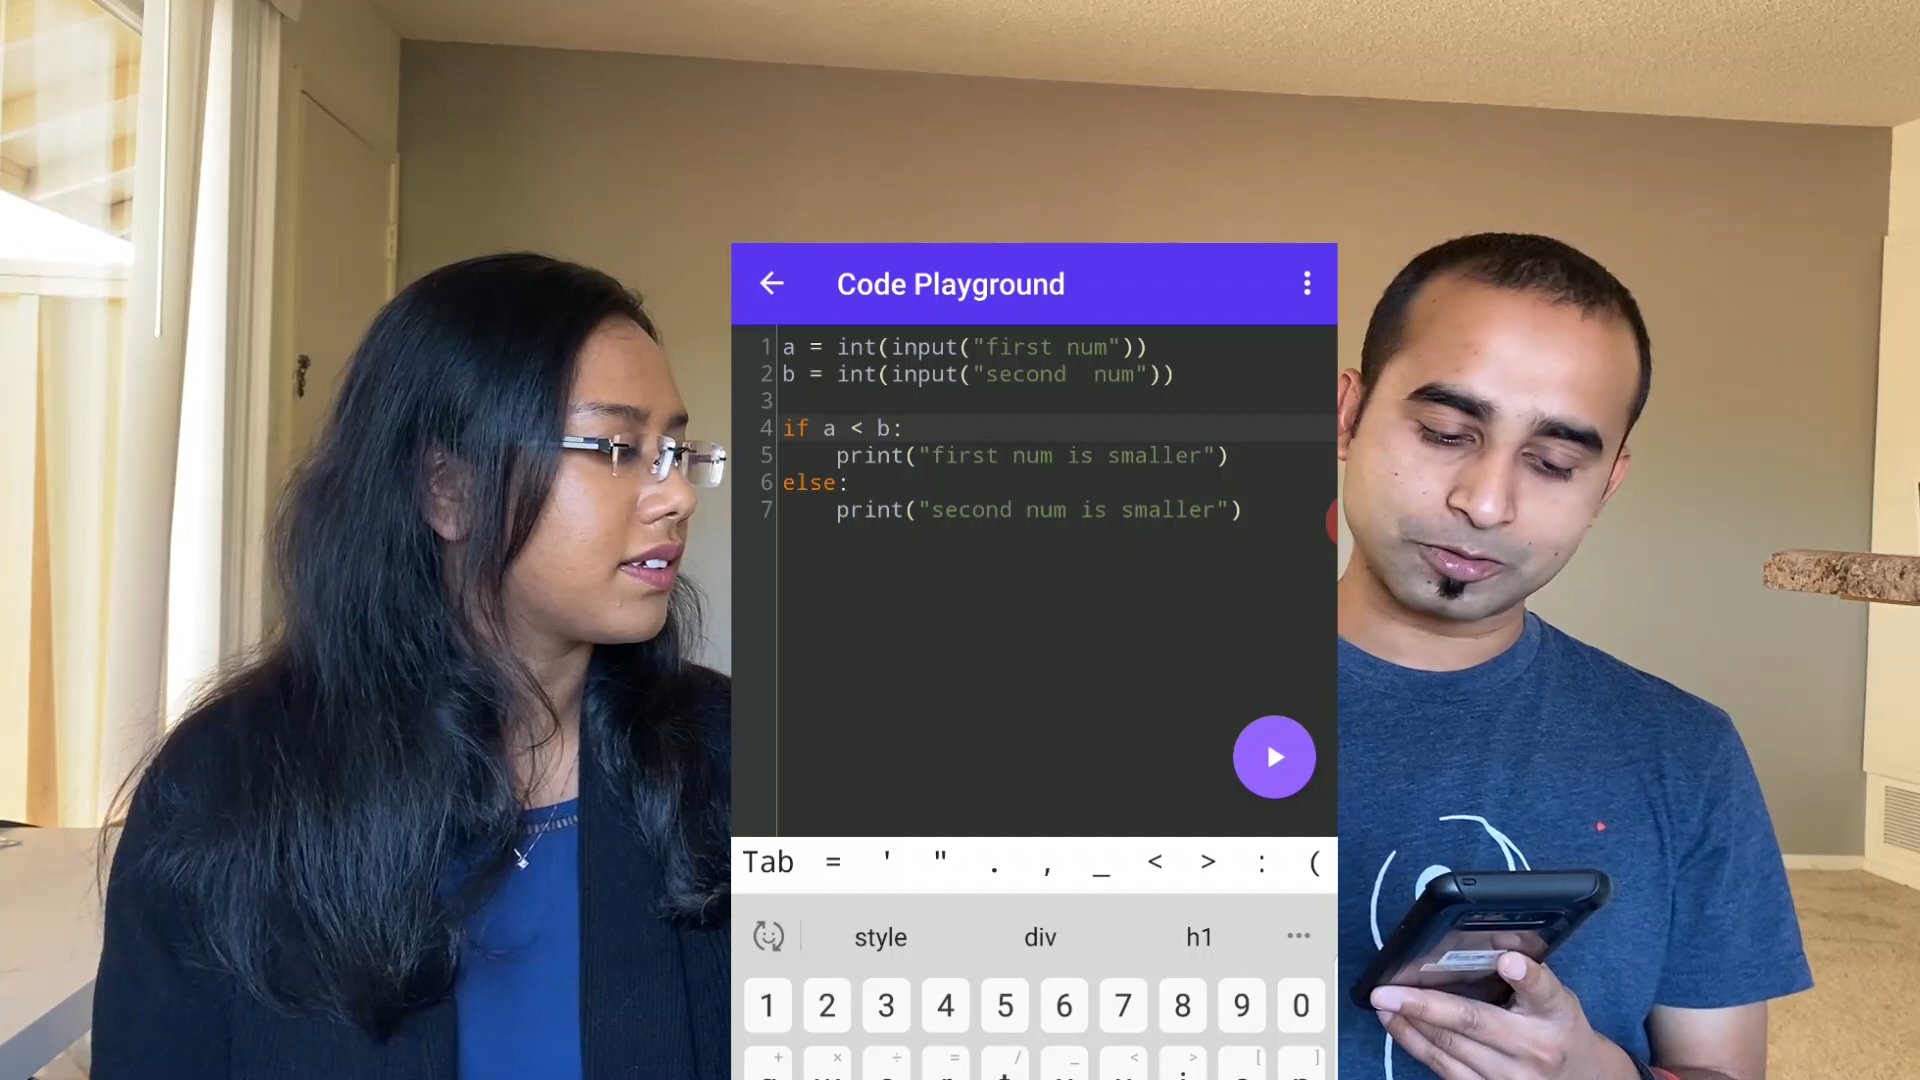 Code Playground
1 a = int(input("first num"))
2 b = int(input("second  num"))
3
4 if a < b:
5     print("first num is smaller")
6 else:
7     print("second num is smaller")
Tab = ' " . , _ < > : (
style div h1 ...
1 2 3 4 5 6 7 8 9 0
+ × ÷ = / _ < > [ ]